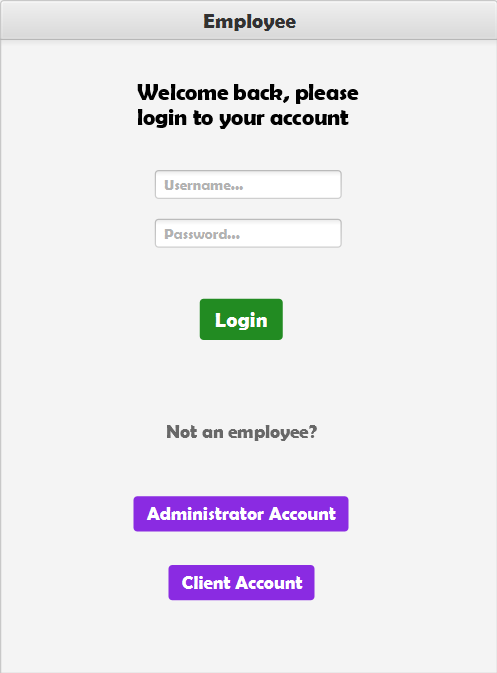 Employee
Welcome back, please
login to your account
Username...
Password...
Login
Not an employee?
Administrator Account
Client Account